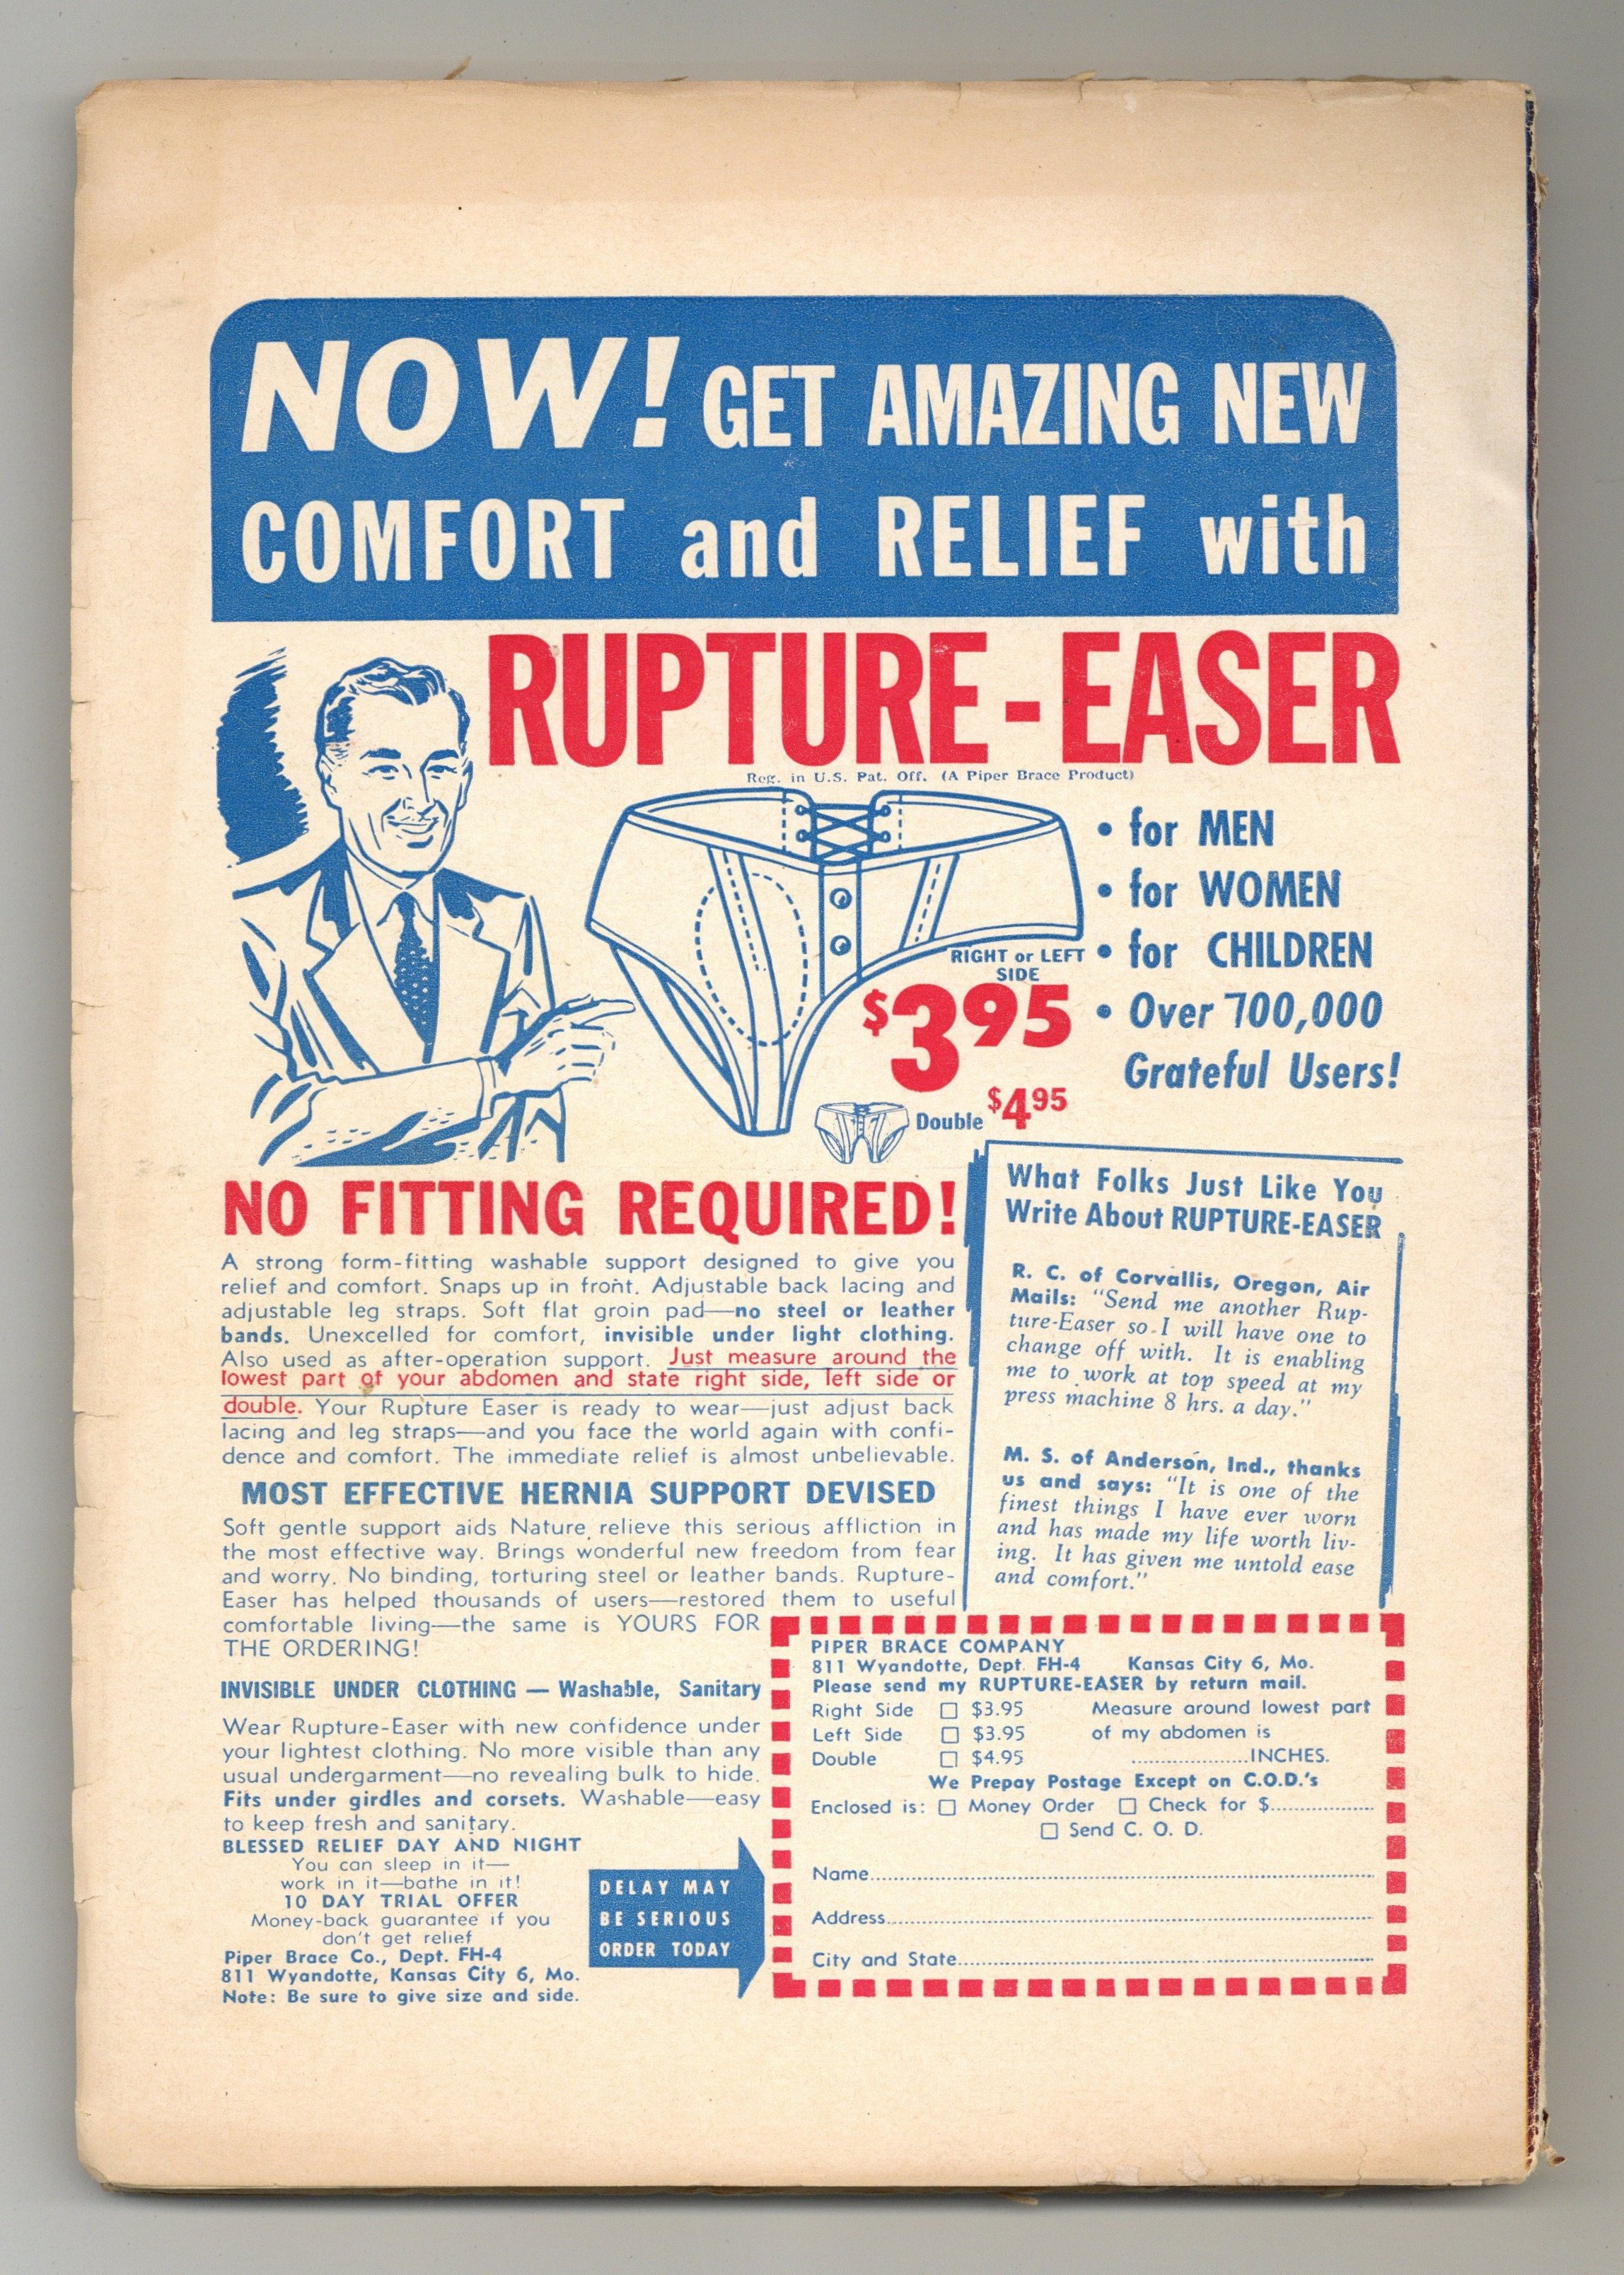 NOW! GET AMAZING NEW
COMFORT and RELIEF with
RUPTURE-EASER
Reg. in U.S. Pat. Off. (A Piper Brace Product)
• for MEN
• for WOMEN
• for CHILDREN
• Over 700,000
Grateful Users!
RIGHT or LEFT
SIDE
$3.95
Double $4.95
NO FITTING REQUIRED!
A strong form-fitting washable support designed to give you
relief and comfort. Snaps up in front. Adjustable back lacing and
adjustable leg straps. Soft flat groin pad—no steel or leather
bands. Unexcelled for comfort, invisible under light clothing.
Also used as after-operation support. Just measure around the
lowest part of your abdomen and state right side, left side or
double. Your Rupture Easer is ready to wear—just adjust back
lacing and leg straps—and you face the world again with confi-
dence and comfort. The immediate relief is almost unbelievable.
MOST EFFECTIVE HERNIA SUPPORT DEVISED
Soft gentle support aids Nature relieve this serious affliction in
the most effective way. Brings wonderful new freedom from fear
and worry. No binding, torturing steel or leather bands. Rupture-
Easer has helped thousands of users—restored them to useful
comfortable living—the same is YOURS FOR
THE ORDERING!
INVISIBLE UNDER CLOTHING — Washable, Sanitary
Wear Rupture-Easer with new confidence under
your lightest clothing. No more visible than any
usual undergarment—no revealing bulk to hide.
Fits under girdles and corsets. Washable—easy
to keep fresh and sanitary.
BLESSED RELIEF DAY AND NIGHT
You can sleep in it—
work in it—bathe in it!
10 DAY TRIAL OFFER
Money-back guarantee if you
don't get relief
Piper Brace Co., Dept. FH-4
811 Wyandotte, Kansas City 6, Mo.
Note: Be sure to give size and side.
DELAY MAY
BE SERIOUS
ORDER TODAY
What Folks Just Like You
Write About RUPTURE-EASER
R. C. of Corvallis, Oregon, Air
Mails: "Send me another Rup-
ture-Easer so I will have one to
change off with. It is enabling
me to work at top speed at my
press machine 8 hrs. a day."
M. S. of Anderson, Ind., thanks
us and says: "It is one of the
finest things I have ever worn
and has made my life worth liv-
ing. It has given me untold ease
and comfort."
PIPER BRACE COMPANY
811 Wyandotte, Dept. FH-4 Kansas City 6, Mo.
Please send my RUPTURE-EASER by return mail.
Right Side □ $3.95 Measure around lowest part
Left Side □ $3.95 of my abdomen is
Double □ $4.95 ....................INCHES.
We Prepay Postage Except on C.O.D.'s
Enclosed is: □ Money Order □ Check for $..................
□ Send C. O. D.
Name..........................................................
Address..........................................................
City and State..........................................................